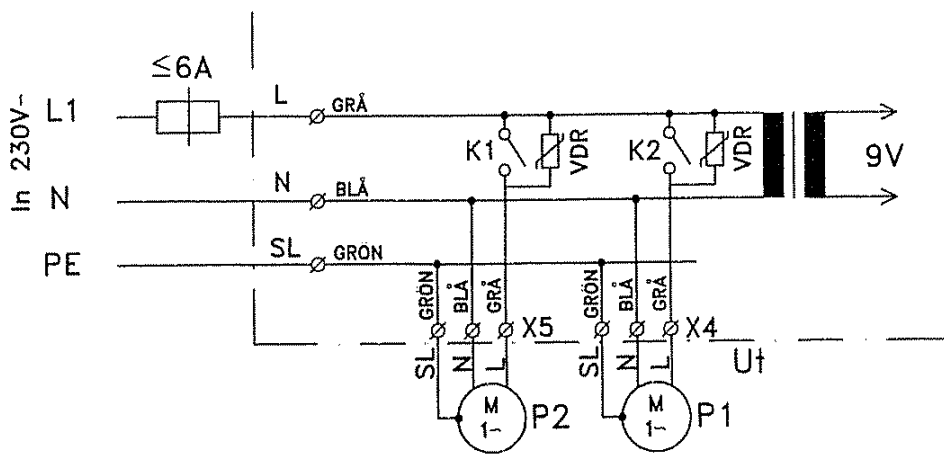 ≤6A
In 230V~
L1
L
GRÅ
K1
VDR
K2
VDR
9V
N
N
BLÅ
PE
SL
GRÖN
GRÖN
BLÅ
GRÅ
X5
GRÖN
BLÅ
GRÅ
X4
SL
N
L
SL
N
L
Ut
M
1~
P2
M
1~
P1